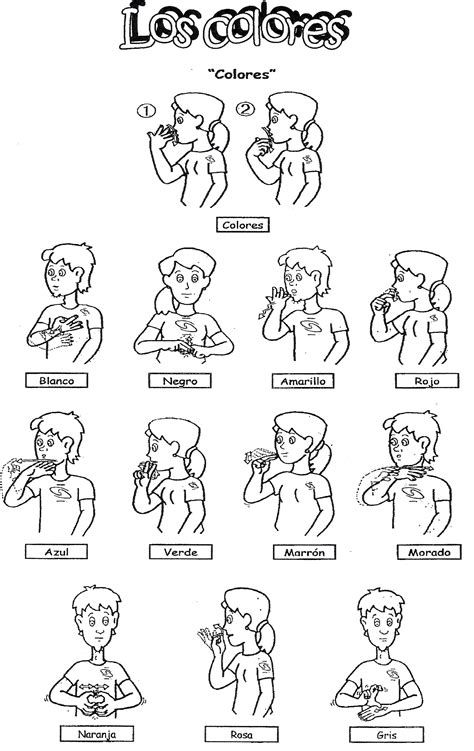 Los colores
"Colores"
1 2
Colores
Blanco Negro Amarillo Rojo
Azul Verde Marrón Morado
Naranja Rosa Gris